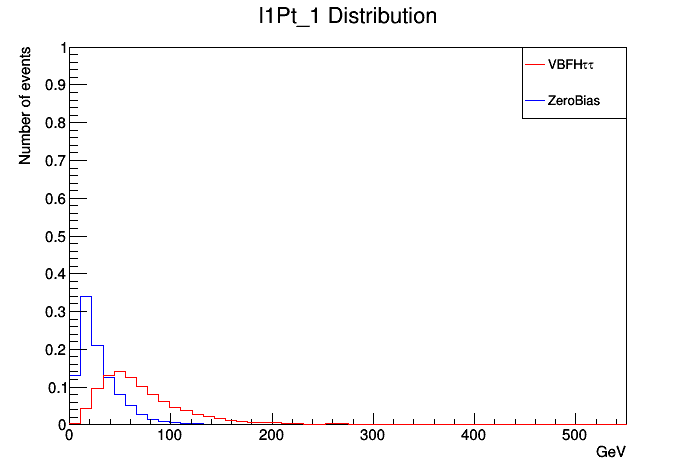 l1Pt_1 Distribution
Number of events
1
0.9
0.8
0.7
0.6
0.5
0.4
0.3
0.2
0.1
0
0 100 200 300 400 500
GeV
VBFHττ
ZeroBias